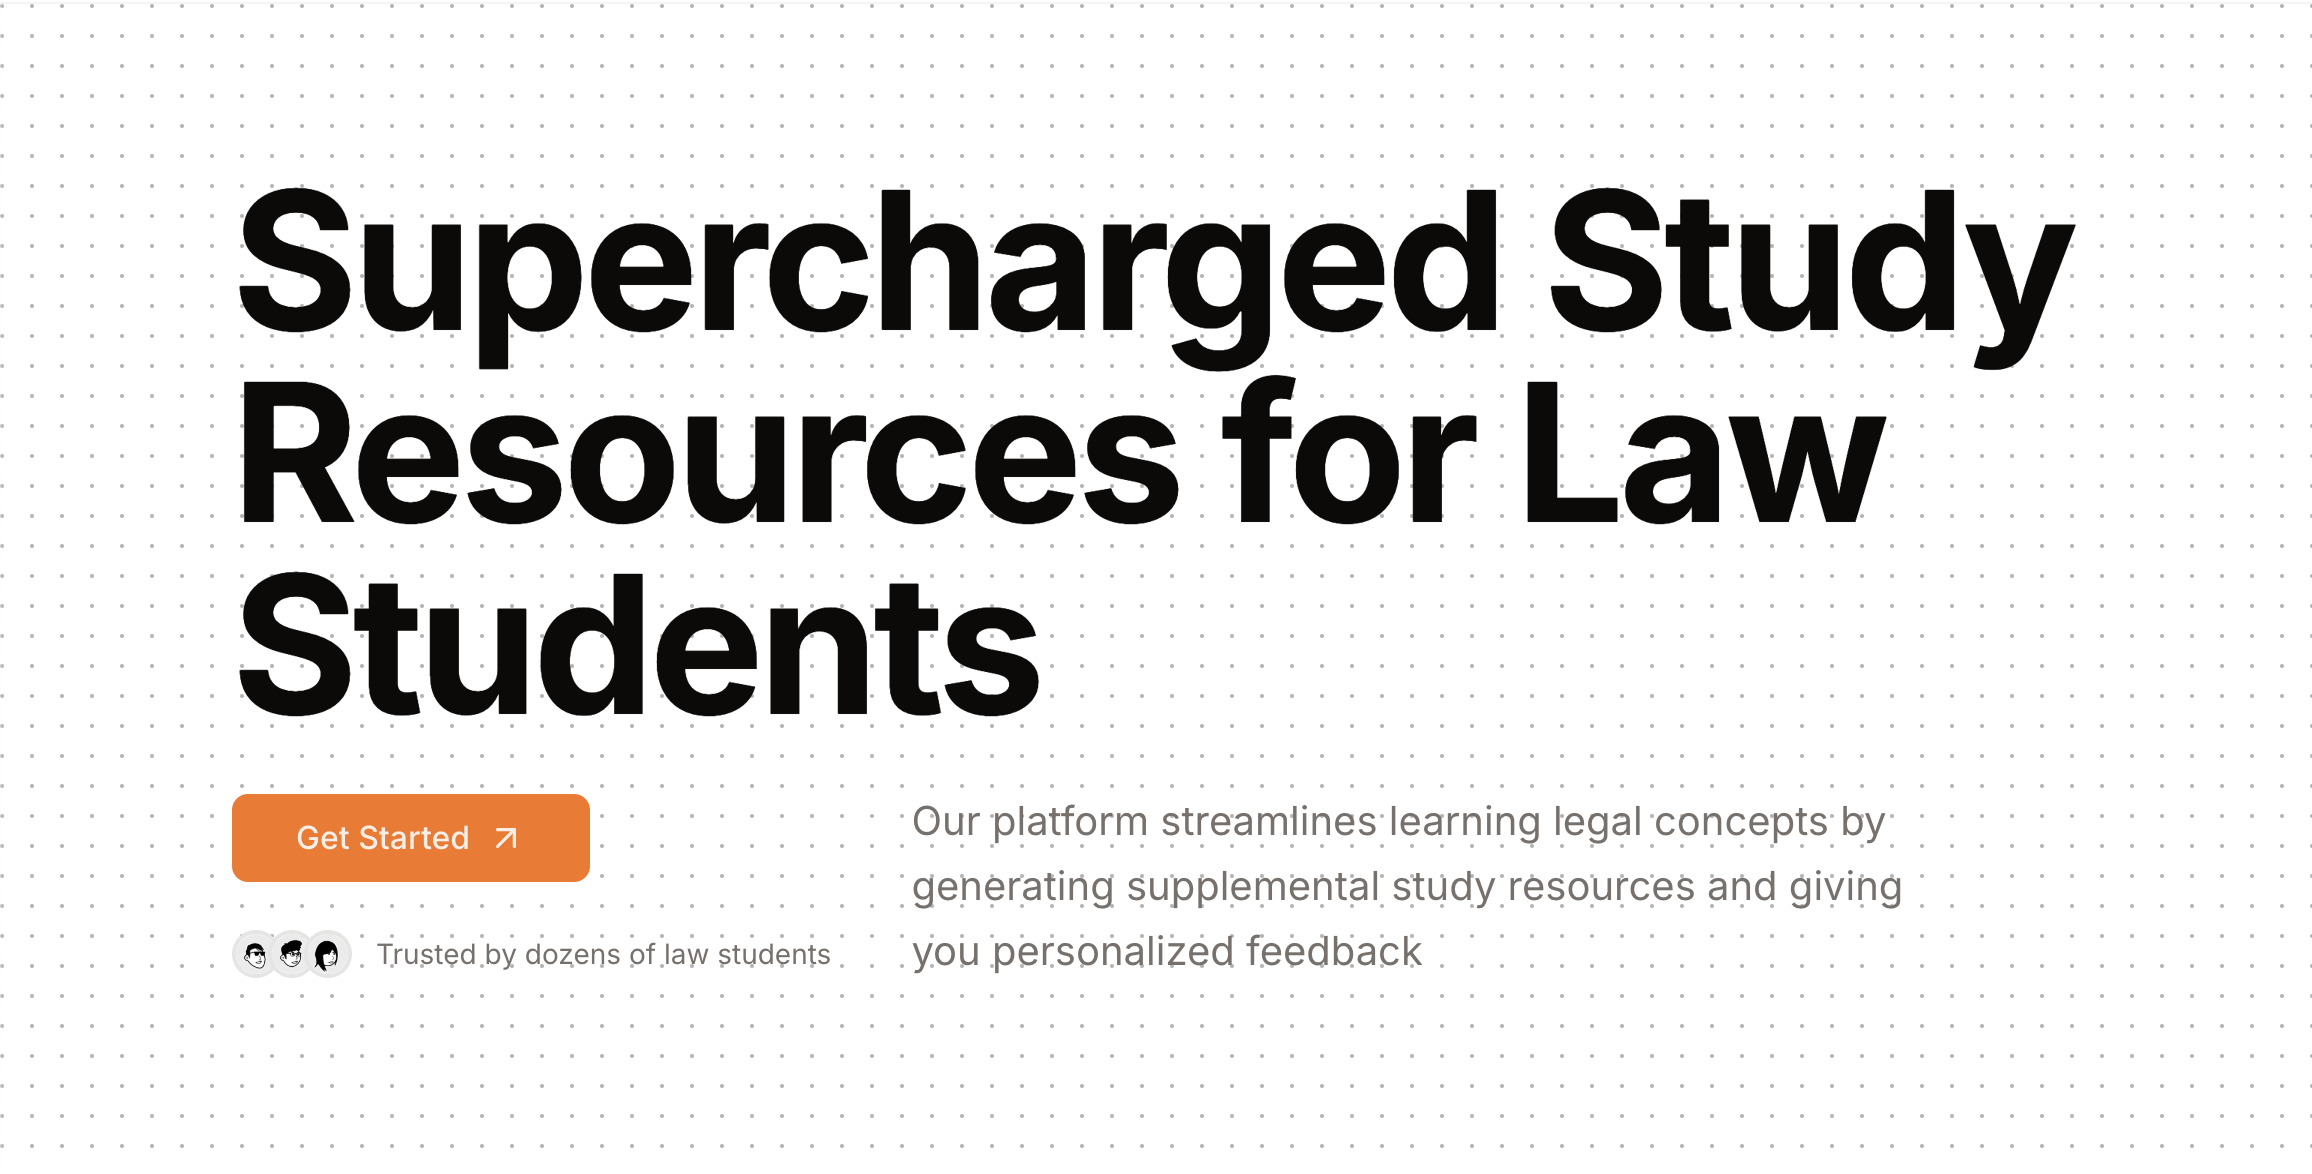 Supercharged Study
Resources for Law
Students
Get Started
Trusted by dozens of law students
Our platform streamlines learning legal concepts by
generating supplemental study resources and giving
you personalized feedback